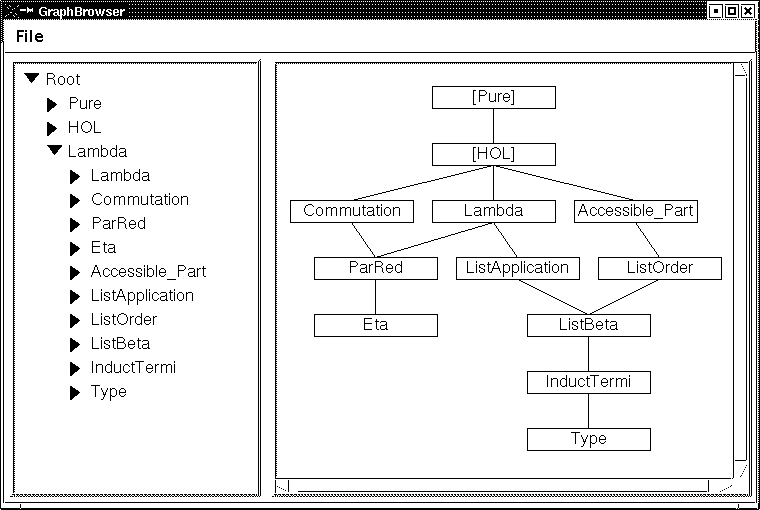 GraphBrowser
File
Root
Pure
HOL
Lambda
Lambda
Commutation
ParRed
Eta
Accessible_Part
ListApplication
ListOrder
ListBeta
InductTermi
Type
[Pure]
[HOL]
Commutation Lambda Accessible_Part
ParRed ListApplication ListOrder
Eta ListBeta
InductTermi
Type